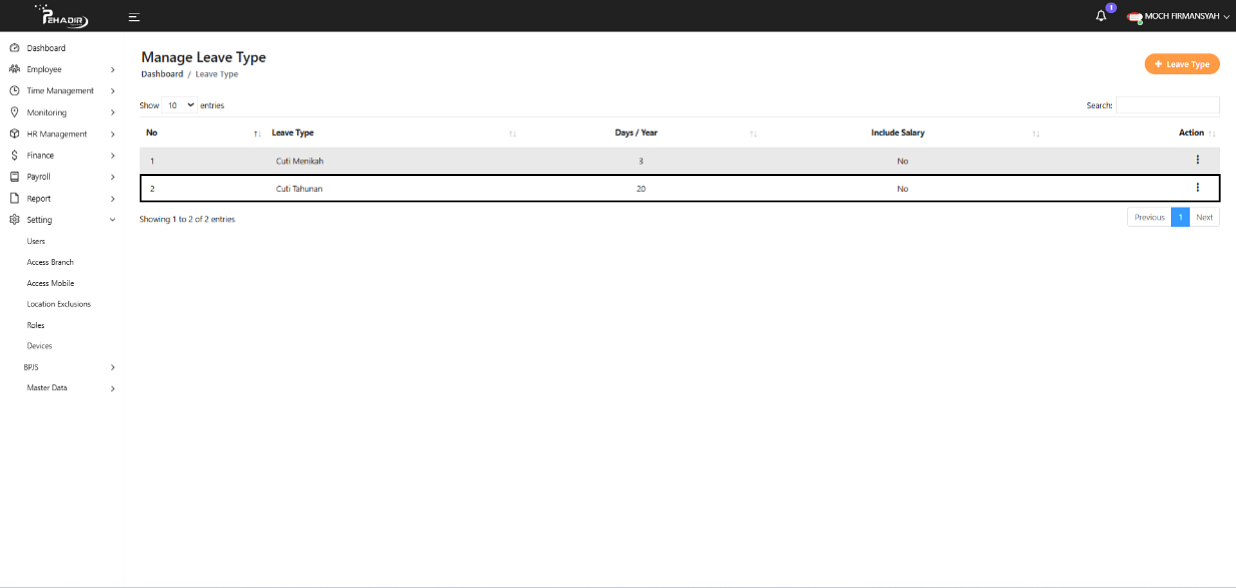 PEHADIR
1
MOCH FIRMANSYAH
Dashboard
Employee
Time Management
Monitoring
HR Management
Finance
Payroll
Report
Setting
Users
Access Branch
Access Mobile
Location Exclusions
Roles
Devices
BPJS
Master Data
Manage Leave Type
Dashboard / Leave Type
+ Leave Type
Show 10 entries
Search:
No Leave Type Days / Year Include Salary Action
1 Cuti Menikah 3 No
2 Cuti Tahunan 20 No
Showing 1 to 2 of 2 entries
Previous 1 Next